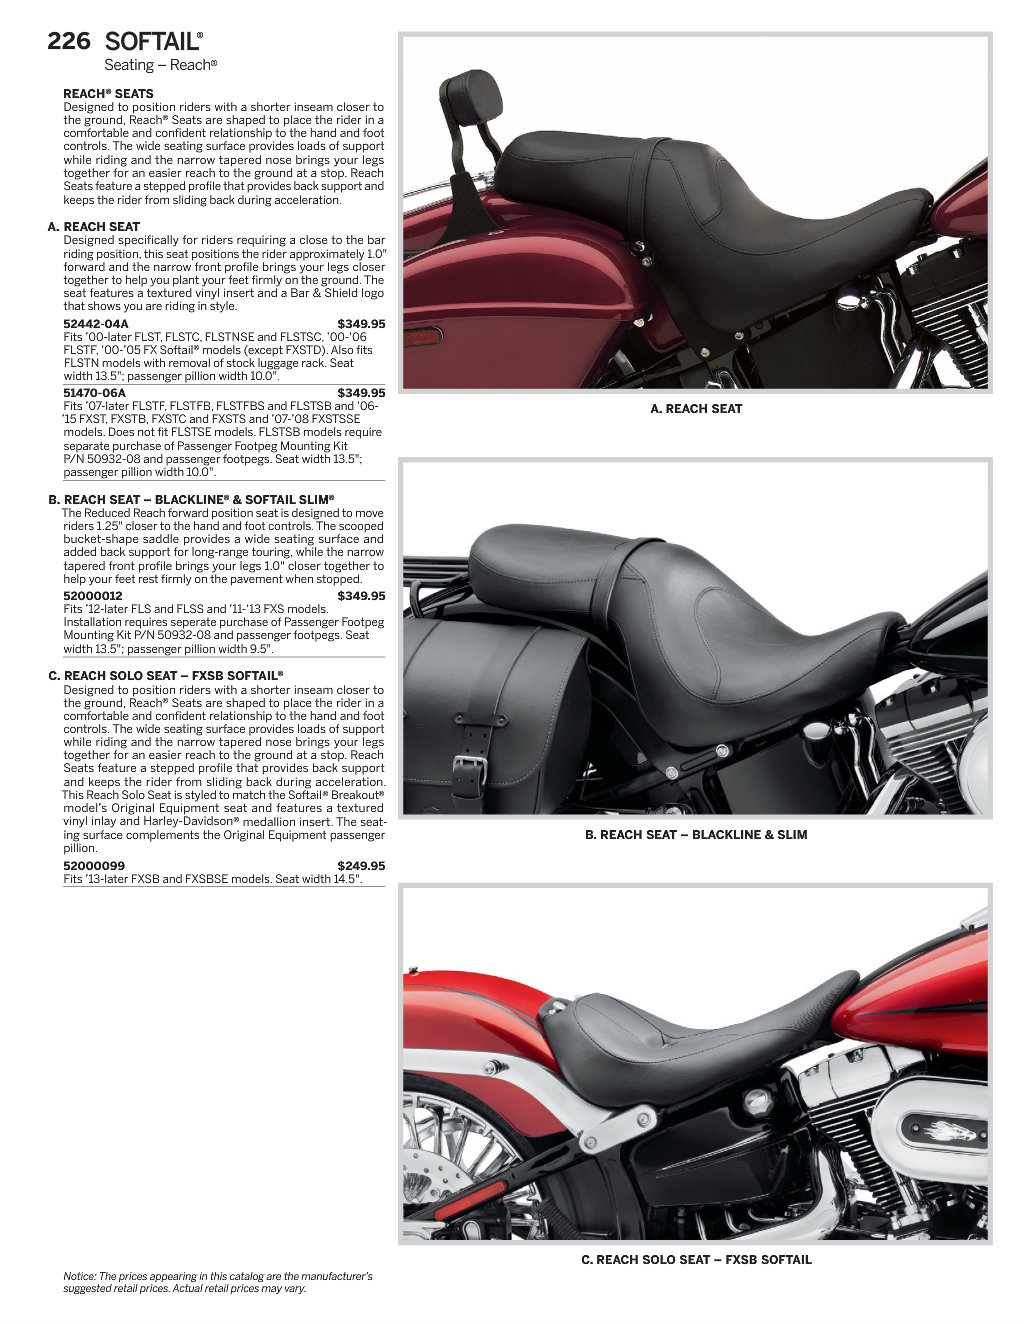 226 SOFTAIL®
Seating – Reach®
REACH® SEATS
Designed to position riders with a shorter inseam closer to
the ground, Reach® Seats are shaped to place the rider in a
comfortable and confident relationship to the hand and foot
controls. The wide seating surface provides loads of support
while riding and the narrow tapered nose brings your legs
together for an easier reach to the ground at a stop. Reach
Seats feature a stepped profile that provides back support and
keeps the rider from sliding back during acceleration.
A. REACH SEAT
Designed specifically for riders requiring a close to the bar
riding position, this seat positions the rider approximately 1.0"
forward and the narrow front profile brings your legs closer
together to help you plant your feet firmly on the ground. The
seat features a textured vinyl insert and a Bar & Shield logo
that shows you are riding in style.
52442-04A $349.95
Fits ’00-later FLST, FLSTC, FLSTNSE and FLSTSC, ’00-’06
FLSTF, ’00-’05 FX Softail® models (except FXSTD). Also fits
FLSTN models with removal of stock luggage rack. Seat
width 13.5"; passenger pillion width 10.0".
51470-06A $349.95
Fits ’07-later FLSTF, FLSTFB, FLSTFBS and FLSTSB and ’06-
’15 FXST, FXSTB, FXSTC and FXSTS and ’07-’08 FXSTSSE
models. Does not fit FLSTSE models. FLSTSB models require
separate purchase of Passenger Footpeg Mounting Kit
P/N 50932-08 and passenger footpegs. Seat width 13.5";
passenger pillion width 10.0".
B. REACH SEAT – BLACKLINE® & SOFTAIL SLIM®
The Reduced Reach forward position seat is designed to move
riders 1.25" closer to the hand and foot controls. The scooped
bucket-shape saddle provides a wide seating surface and
added back support for long-range touring, while the narrow
tapered front profile brings your legs 1.0" closer together to
help your feet rest firmly on the pavement when stopped.
52000012 $349.95
Fits ’12-later FLS and FLSS and ’11-‘13 FXS models.
Installation requires seperate purchase of Passenger Footpeg
Mounting Kit P/N 50932-08 and passenger footpegs. Seat
width 13.5"; passenger pillion width 9.5".
C. REACH SOLO SEAT – FXSB SOFTAIL®
Designed to position riders with a shorter inseam closer to
the ground, Reach® Seats are shaped to place the rider in a
comfortable and confident relationship to the hand and foot
controls. The wide seating surface provides loads of support
while riding and the narrow tapered nose brings your legs
together for an easier reach to the ground at a stop. Reach
Seats feature a stepped profile that provides back support
and keeps the rider from sliding back during acceleration.
This Reach Solo Seat is styled to match the Softail® Breakout®
model’s Original Equipment seat and features a textured
vinyl inlay and Harley-Davidson® medallion insert. The seat-
ing surface complements the Original Equipment passenger
pillion.
52000099 $249.95
Fits ’13-later FXSB and FXSBSE models. Seat width 14.5".
A. REACH SEAT
B. REACH SEAT – BLACKLINE & SLIM
C. REACH SOLO SEAT – FXSB SOFTAIL
Notice: The prices appearing in this catalog are the manufacturer’s
suggested retail prices. Actual retail prices may vary.